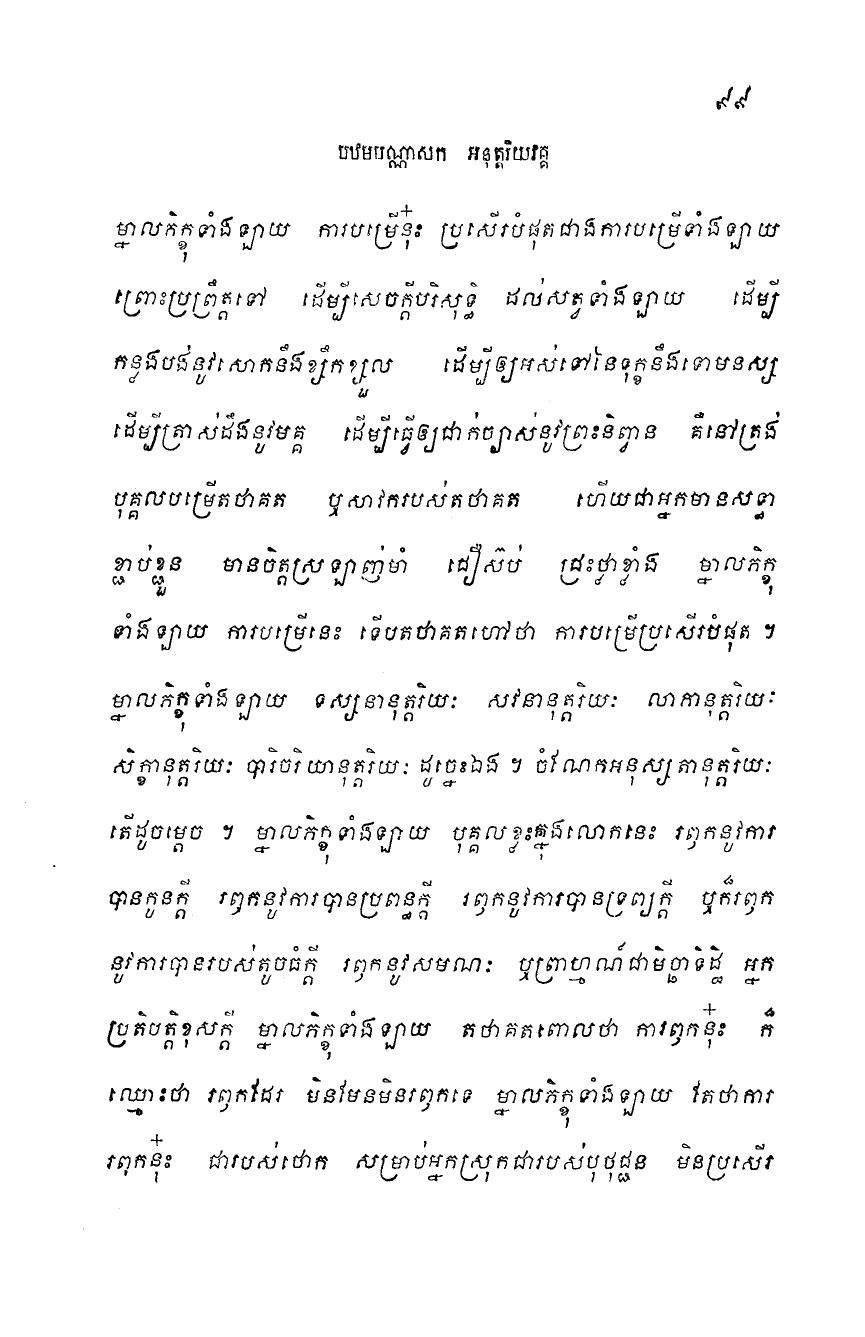 ៩៩
បឋមបណ្ណាសក អនុត្តរិយវគ្គ
ម្នាលភិក្ខុទាំងឡាយ ការបម្រើនុ៎ះ ប្រសើរបំផុតជាងការបម្រើទាំងឡាយ
ព្រោះប្រព្រឹត្តទៅ ដើម្បីសេចក្តីបរិសុទ្ធិ ដល់សត្វទាំងឡាយ ដើម្បី
កន្លងបង់នូវសោកនឹងខ្សឹកខ្សួល ដើម្បីឲ្យអស់ទៅនៃទុក្ខនឹងទោមនស្ស
ដើម្បីត្រាស់ដឹងនូវមគ្គ ដើម្បីធ្វើឲ្យជាក់ច្បាស់នូវព្រះនិព្វាន គឺនៅត្រង់
បុគ្គលបម្រើតថាគត ឬសាវករបស់តថាគត ហើយជាអ្នកមានសទ្ធា
ខ្ជាប់ខ្ជួន មានចិត្តស្រឡាញ់មាំ ជឿស៊ប់ ជ្រះថ្លាខ្លាំង ម្នាលភិក្ខុ
ទាំងឡាយ ការបម្រើនេះ ទើបតថាគតហៅថា ការបម្រើប្រសើរបំផុត ។
ម្នាលភិក្ខុទាំងឡាយ ទស្សនានុត្តរិយៈ សវនានុត្តរិយៈ លាភានុត្តរិយៈ
សិក្ខានុត្តរិយៈ បារិចរិយានុត្តរិយៈ ដូច្នេះឯង ។ ចំណែកអនុស្សតានុត្តរិយៈ
តើដូចម្តេច ។ ម្នាលភិក្ខុទាំងឡាយ បុគ្គលខ្លះក្នុងលោកនេះ រឭកនូវការ
បានកូនក្តី រឭកនូវការបានប្រពន្ធក្តី រឭកនូវការបានទ្រព្យក្តី ឬក៏រឭក
នូវការបានរបស់តូចធំក្តី រឭកនូវសមណៈ ឬព្រាហ្មណ៍ជាមិច្ឆាទិដ្ឋិ អ្នក
ប្រតិបត្តិខុសក្តី ម្នាលភិក្ខុទាំងឡាយ តថាគតពោលថា ការឭកនុ៎ះ ក៏
ឈ្មោះថា រឭកដែរ មិនមែនមិនរឭកទេ ម្នាលភិក្ខុទាំងឡាយ តែថាការ
រឭកនុ៎ះ ជារបស់ថោក សម្រាប់អ្នកស្រុកជារបស់បុថុជ្ជន មិនប្រសើរ